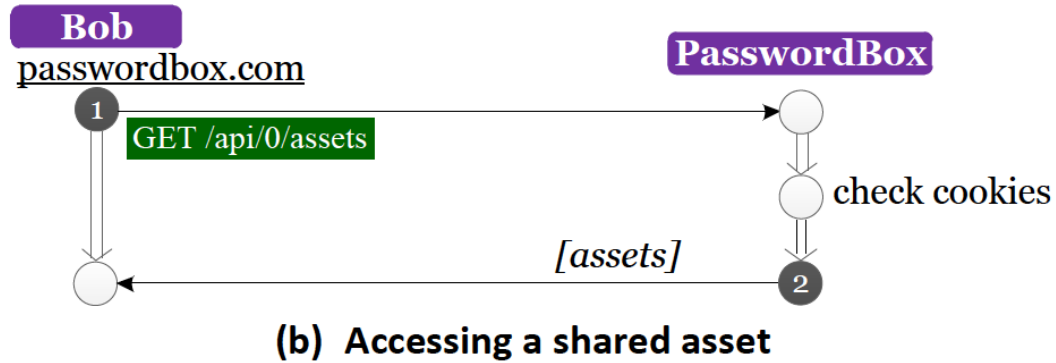 Bob
passwordbox.com
PasswordBox
1
GET /api/0/assets
check cookies
[assets]
2
(b) Accessing a shared asset